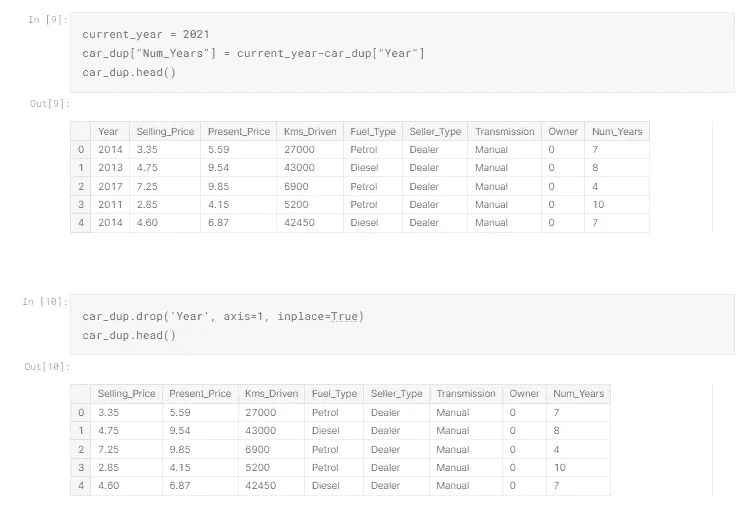 In [9]:
current_year = 2021
car_dup["Num_Years"] = current_year-car_dup["Year"]
car_dup.head()
Out[9]:
Year Selling_Price Present_Price Kms_Driven Fuel_Type Seller_Type Transmission Owner Num_Years
0 2014 3.35 5.59 27000 Petrol Dealer Manual 0 7
1 2013 4.75 9.54 43000 Diesel Dealer Manual 0 8
2 2017 7.25 9.85 6900 Petrol Dealer Manual 0 4
3 2011 2.85 4.15 5200 Petrol Dealer Manual 0 10
4 2014 4.60 6.87 42450 Diesel Dealer Manual 0 7
In [10]:
car_dup.drop('Year', axis=1, inplace=True)
car_dup.head()
Out[10]:
Selling_Price Present_Price Kms_Driven Fuel_Type Seller_Type Transmission Owner Num_Years
0 3.35 5.59 27000 Petrol Dealer Manual 0 7
1 4.75 9.54 43000 Diesel Dealer Manual 0 8
2 7.25 9.85 6900 Petrol Dealer Manual 0 4
3 2.85 4.15 5200 Petrol Dealer Manual 0 10
4 4.60 6.87 42450 Diesel Dealer Manual 0 7